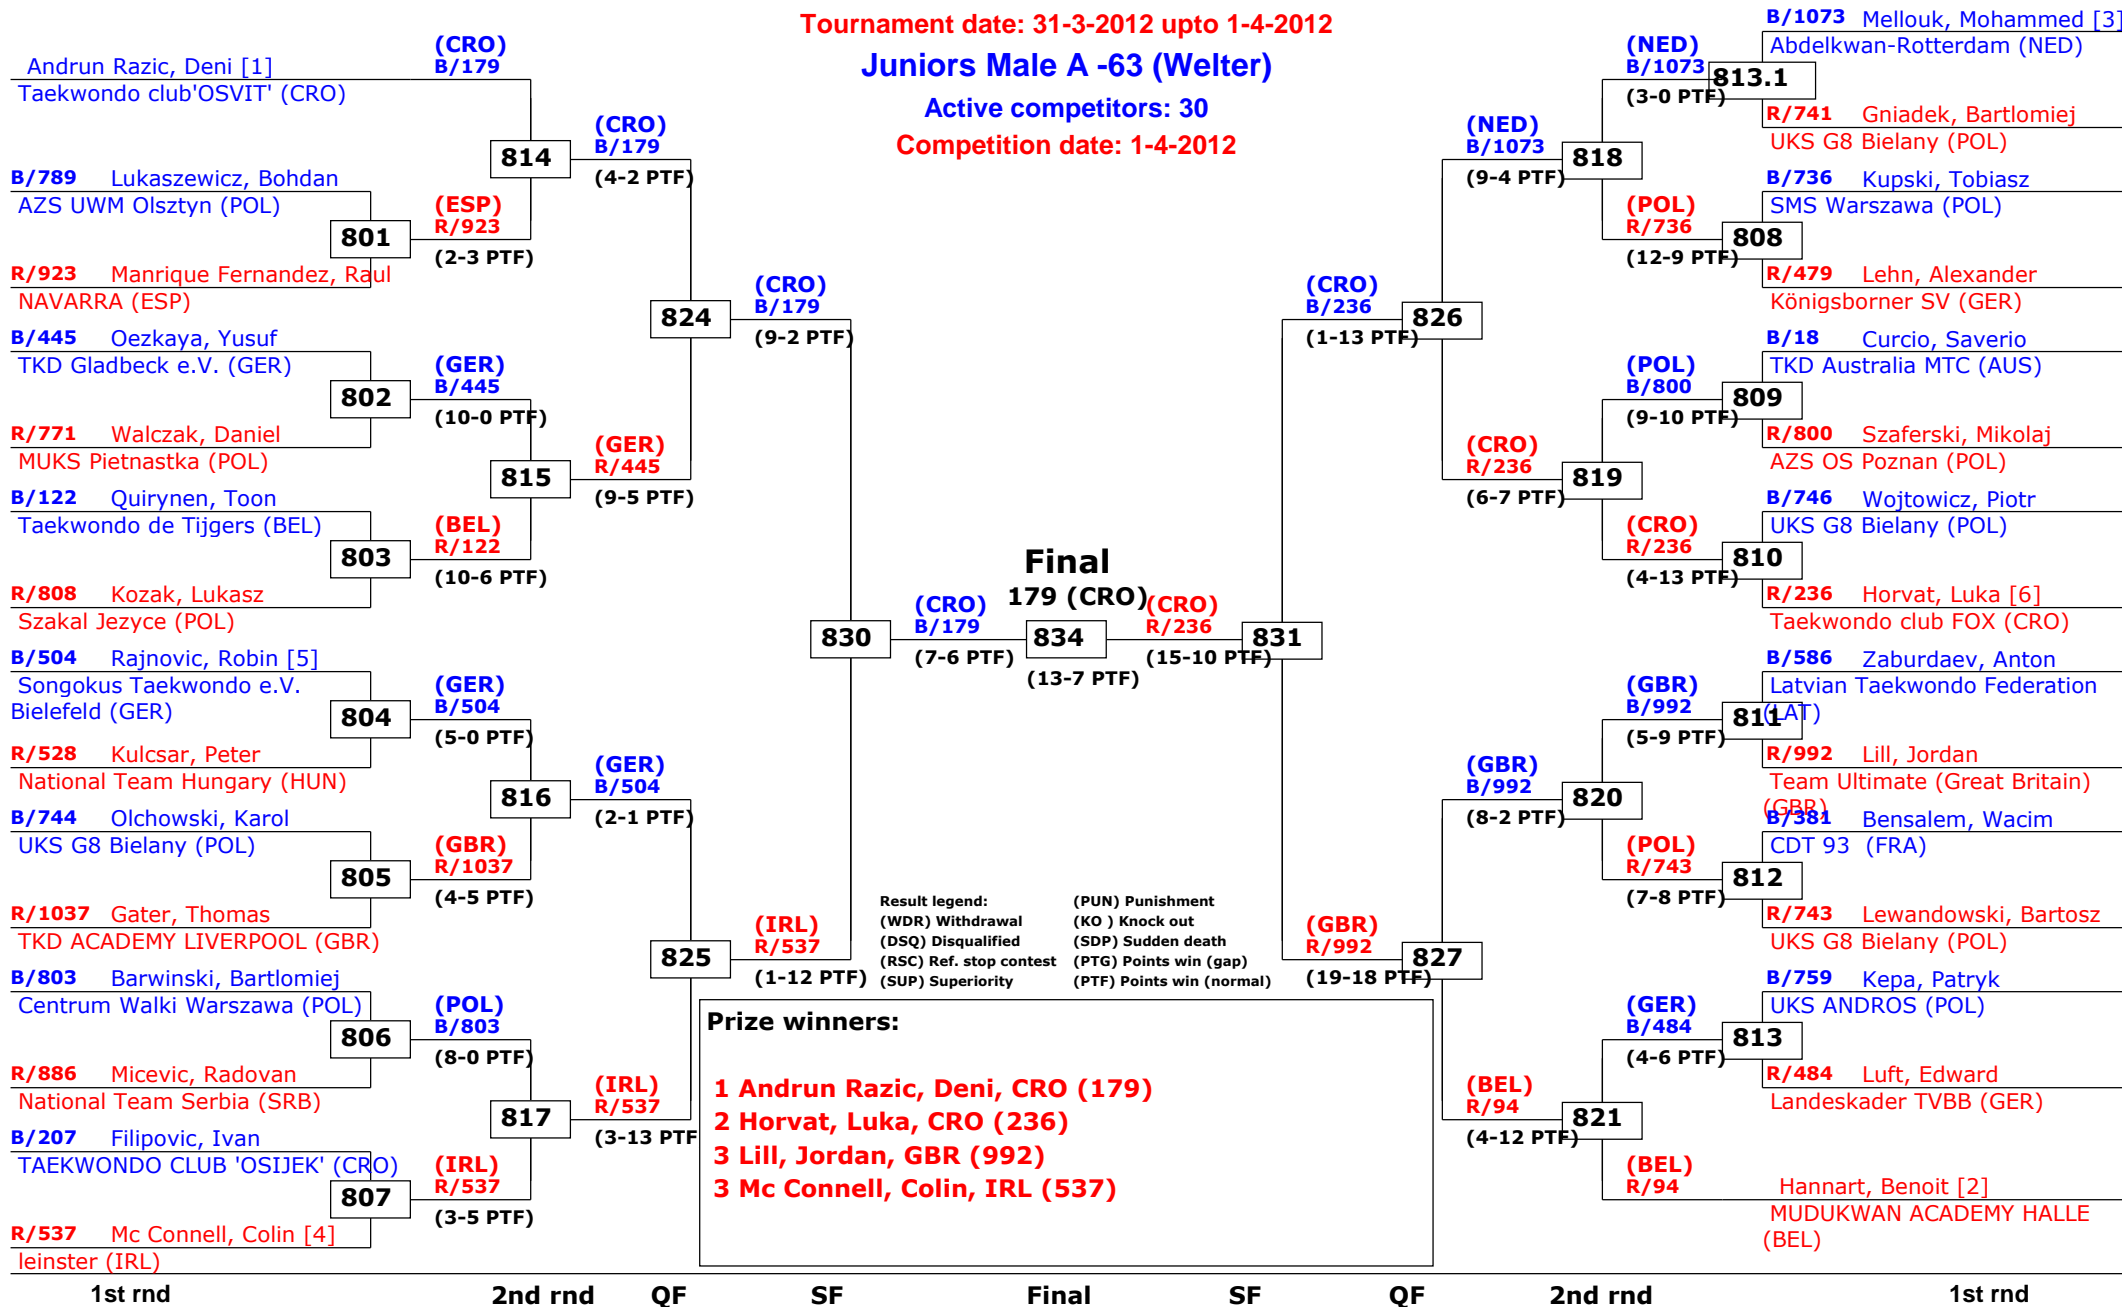 Tournament date: 31-3-2012 upto 1-4-2012
Juniors Male A -63 (Welter)
Active competitors: 30
Competition date: 1-4-2012
Andrun Razic, Deni [1]
Taekwondo club'OSVIT' (CRO)
B/789 Lukaszewicz, Bohdan
AZS UWM Olsztyn (POL)
801
R/923 Manrique Fernandez, Raul
NAVARRA (ESP)
B/445 Oezkaya, Yusuf
TKD Gladbeck e.V. (GER)
802
R/771 Walczak, Daniel
MUKS Pietnastka (POL)
B/122 Quirynen, Toon
Taekwondo de Tijgers (BEL)
803
R/808 Kozak, Lukasz
Szakal Jezyce (POL)
B/504 Rajnovic, Robin [5]
Songokus Taekwondo e.V.
Bielefeld (GER)
804
R/528 Kulcsar, Peter
National Team Hungary (HUN)
B/744 Olchowski, Karol
UKS G8 Bielany (POL)
805
R/1037 Gater, Thomas
TKD ACADEMY LIVERPOOL (GBR)
B/803 Barwinski, Bartlomiej
Centrum Walki Warszawa (POL)
806
R/886 Micevic, Radovan
National Team Serbia (SRB)
B/207 Filipovic, Ivan
TAEKWONDO CLUB 'OSIJEK' (CRO)
807
R/537 Mc Connell, Colin [4]
leinster (IRL)
(CRO)
B/179
814
(ESP)
R/923
(2-3 PTF)
(GER)
B/445
(10-0 PTF)
815
(BEL)
R/122
(10-6 PTF)
(GER)
B/504
(5-0 PTF)
816
(GBR)
R/1037
(4-5 PTF)
(POL)
B/803
(8-0 PTF)
817
(IRL)
R/537
(3-5 PTF)
(CRO)
B/179
(4-2 PTF)
824
(GER)
R/445
(9-5 PTF)
(GER)
B/504
(2-1 PTF)
825
(IRL)
R/537
(3-13 PTF
(CRO)
B/179
(9-2 PTF)
830
(IRL)
R/537
(1-12 PTF)
(CRO)
B/179
(7-6 PTF)
Final
179 (CRO)
834
(13-7 PTF)
(CRO)
R/236
(15-10 PTF)
831
(CRO)
B/236
(1-13 PTF)
826
(GBR)
R/992
(19-18 PTF)
827
(NED)
B/1073
(9-4 PTF)
818
(CRO)
R/236
(6-7 PTF)
819
(GBR)
B/992
(8-2 PTF)
820
(BEL)
R/94
(4-12 PTF)
821
(NED)
B/1073
(3-0 PTF)
(POL)
R/736
(12-9 PTF)
(POL)
B/800
(9-10 PTF)
(CRO)
R/236
(4-13 PTF)
(GBR)
B/992
(5-9 PTF)
(POL)
R/743
(7-8 PTF)
(GER)
B/484
(4-6 PTF)
(BEL)
R/94
B/1073 Mellouk, Mohammed [3]
Abdelkwan-Rotterdam (NED)
813.1
R/741 Gniadek, Bartlomiej
UKS G8 Bielany (POL)
B/736 Kupski, Tobiasz
SMS Warszawa (POL)
808
R/479 Lehn, Alexander
Königsborner SV (GER)
B/18 Curcio, Saverio
TKD Australia MTC (AUS)
809
R/800 Szaferski, Mikolaj
AZS OS Poznan (POL)
B/746 Wojtowicz, Piotr
UKS G8 Bielany (POL)
810
R/236 Horvat, Luka [6]
Taekwondo club FOX (CRO)
B/586 Zaburdaev, Anton
Latvian Taekwondo Federation
(LAT)
811
R/992 Lill, Jordan
Team Ultimate (Great Britain)
(GBR)
B/381 Bensalem, Wacim
CDT 93 (FRA)
812
R/743 Lewandowski, Bartosz
UKS G8 Bielany (POL)
B/759 Kepa, Patryk
UKS ANDROS (POL)
813
R/484 Luft, Edward
Landeskader TVBB (GER)
Hannart, Benoit [2]
MUDUKWAN ACADEMY HALLE
(BEL)
Result legend: (PUN) Punishment
(WDR) Withdrawal (KO ) Knock out
(DSQ) Disqualified (SDP) Sudden death
(RSC) Ref. stop contest (PTG) Points win (gap)
(SUP) Superiority (PTF) Points win (normal)
Prize winners:
1 Andrun Razic, Deni, CRO (179)
2 Horvat, Luka, CRO (236)
3 Lill, Jordan, GBR (992)
3 Mc Connell, Colin, IRL (537)
1st rnd 2nd rnd QF SF Final SF QF 2nd rnd 1st rnd